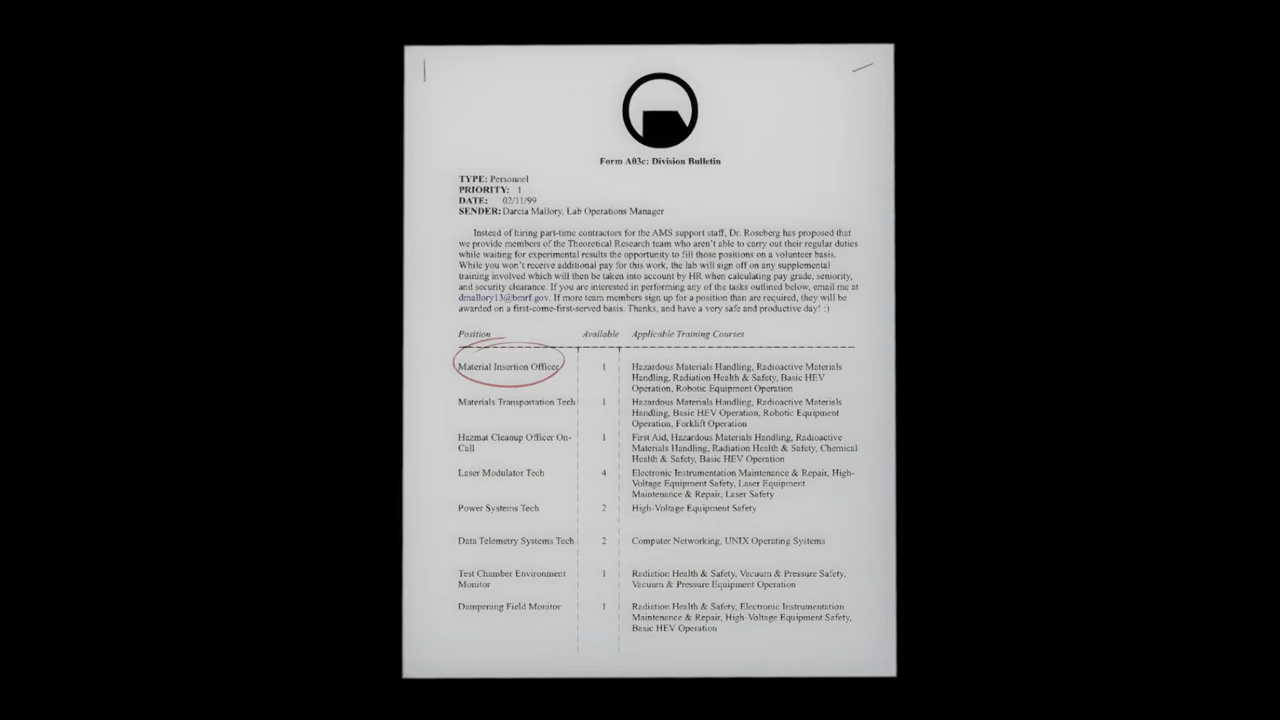 Form A03c: Division Bulletin
TYPE: Personnel
PRIORITY: 1
DATE: 02/11/99
SENDER: Darcia Mallory, Lab Operations Manager
Instead of hiring part-time contractors for the AMS support staff, Dr. Roseberg has proposed that
we provide members of the Theoretical Research team who aren't able to carry out their regular duties
while waiting for experimental results the opportunity to fill those positions on a volunteer basis.
While you won't receive additional pay for this work, the lab will sign off on any supplemental
training involved which will then be taken into account by HR when calculating pay grade, seniority,
and security clearance. If you are interested in performing any of the tasks outlined below, email me at
dmallory13@bmrf.gov. If more team members sign up for a position than are required, they will be
awarded on a first-come-first-served basis. Thanks, and have a very safe and productive day! :)
Position Available Applicable Training Courses
Material Insertion Officer 1 Hazardous Materials Handling, Radioactive Materials
Handling, Radiation Health & Safety, Basic HEV
Operation, Robotic Equipment Operation
Materials Transportation Tech 1 Hazardous Materials Handling, Radioactive Materials
Handling, Basic HEV Operation, Robotic Equipment
Operation, Forklift Operation
Hazmat Cleanup Officer On- 1 First Aid, Hazardous Materials Handling, Radioactive
Call Materials Handling, Radiation Health & Safety, Chemical
Health & Safety, Basic HEV Operation
Laser Modulator Tech 4 Electronic Instrumentation Maintenance & Repair, High-
Voltage Equipment Safety, Laser Equipment
Maintenance & Repair, Laser Safety
Power Systems Tech 2 High-Voltage Equipment Safety
Data Telemetry Systems Tech 2 Computer Networking, UNIX Operating Systems
Test Chamber Environment 1 Radiation Health & Safety, Vacuum & Pressure Safety,
Monitor Vacuum & Pressure Equipment Operation
Dampening Field Monitor 1 Radiation Health & Safety, Electronic Instrumentation
Maintenance & Repair, High-Voltage Equipment Safety,
Basic HEV Operation